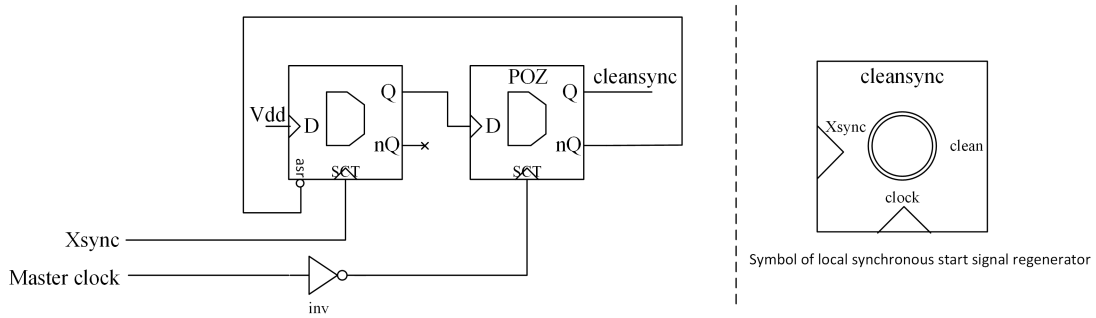 POZ
cleansync
Q
Q
Vdd
D
D
nQ
nQ
asr
SCT
SCT
Xsync
Master clock
inv
cleansync
Xsync
clean
clock
Symbol of local synchronous start signal regenerator